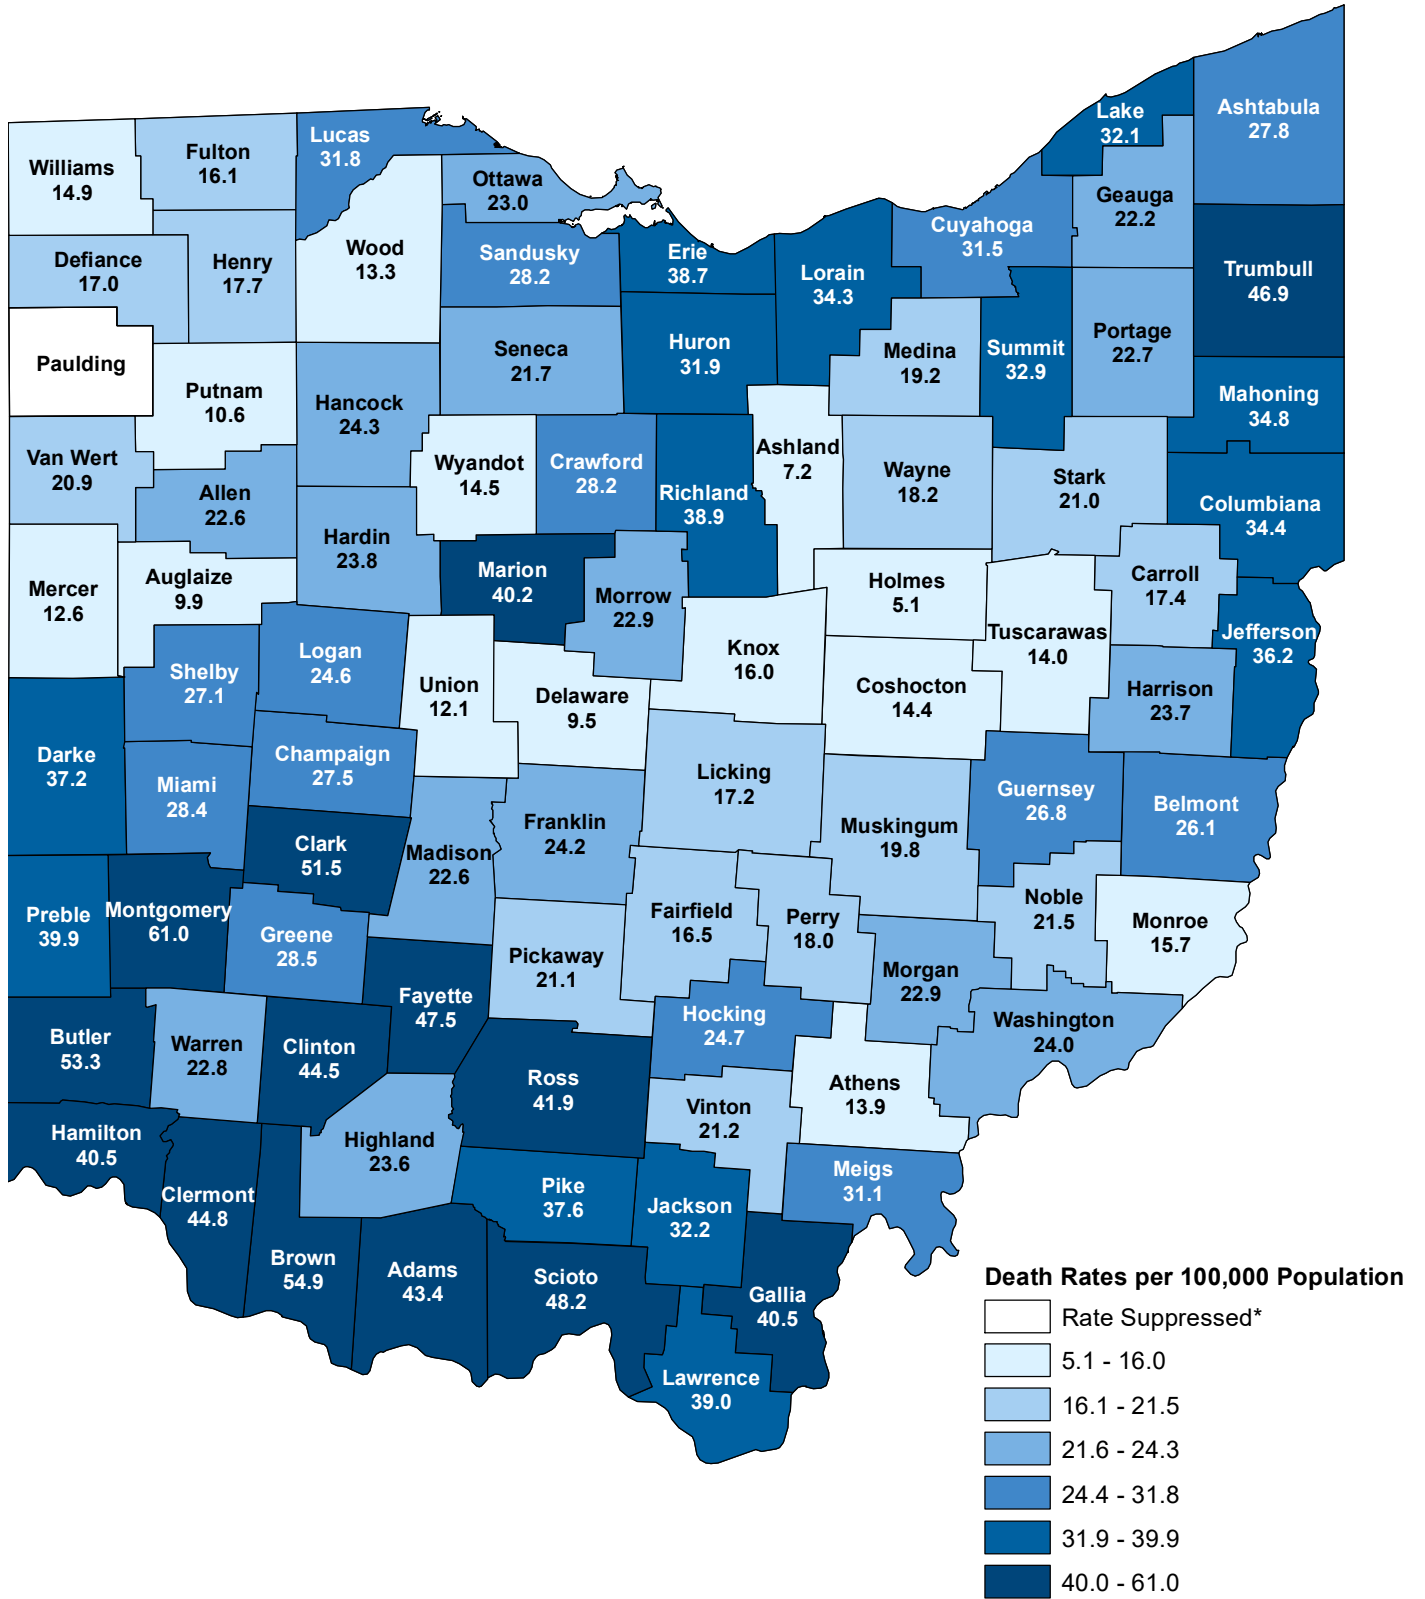 Lake
32.1
Ashtabula
27.8
Lucas
31.8
Fulton
16.1
Williams
14.9
Ottawa
23.0
Geauga
22.2
Cuyahoga
31.5
Wood
13.3
Sandusky
28.2
Erie
38.7
Lorain
34.3
Trumbull
46.9
Defiance
17.0
Henry
17.7
Portage
22.7
Huron
31.9
Seneca
21.7
Medina
19.2
Summit
32.9
Paulding
Putnam
10.6
Hancock
24.3
Mahoning
34.8
Ashland
7.2
Van Wert
20.9
Wyandot
14.5
Crawford
28.2
Richland
38.9
Wayne
18.2
Stark
21.0
Allen
22.6
Columbiana
34.4
Hardin
23.8
Marion
40.2
Mercer
12.6
Auglaize
9.9
Morrow
22.9
Holmes
5.1
Carroll
17.4
Tuscarawas
14.0
Jefferson
36.2
Logan
24.6
Knox
16.0
Shelby
27.1
Union
12.1
Delaware
9.5
Coshocton
14.4
Harrison
23.7
Darke
37.2
Champaign
27.5
Miami
28.4
Licking
17.2
Guernsey
26.8
Belmont
26.1
Clark
51.5
Franklin
24.2
Muskingum
19.8
Madison
22.6
Preble
39.9
Montgomery
61.0
Greene
28.5
Fairfield
16.5
Perry
18.0
Noble
21.5
Monroe
15.7
Pickaway
21.1
Morgan
22.9
Fayette
47.5
Hocking
24.7
Washington
24.0
Butler
53.3
Warren
22.8
Clinton
44.5
Ross
41.9
Athens
13.9
Vinton
21.2
Hamilton
40.5
Highland
23.6
Meigs
31.1
Clermont
44.8
Pike
37.6
Jackson
32.2
Brown
54.9
Adams
43.4
Scioto
48.2
Gallia
40.5
Lawrence
39.0
Death Rates per 100,000 Population
Rate Suppressed*
5.1 - 16.0
16.1 - 21.5
21.6 - 24.3
24.4 - 31.8
31.9 - 39.9
40.0 - 61.0